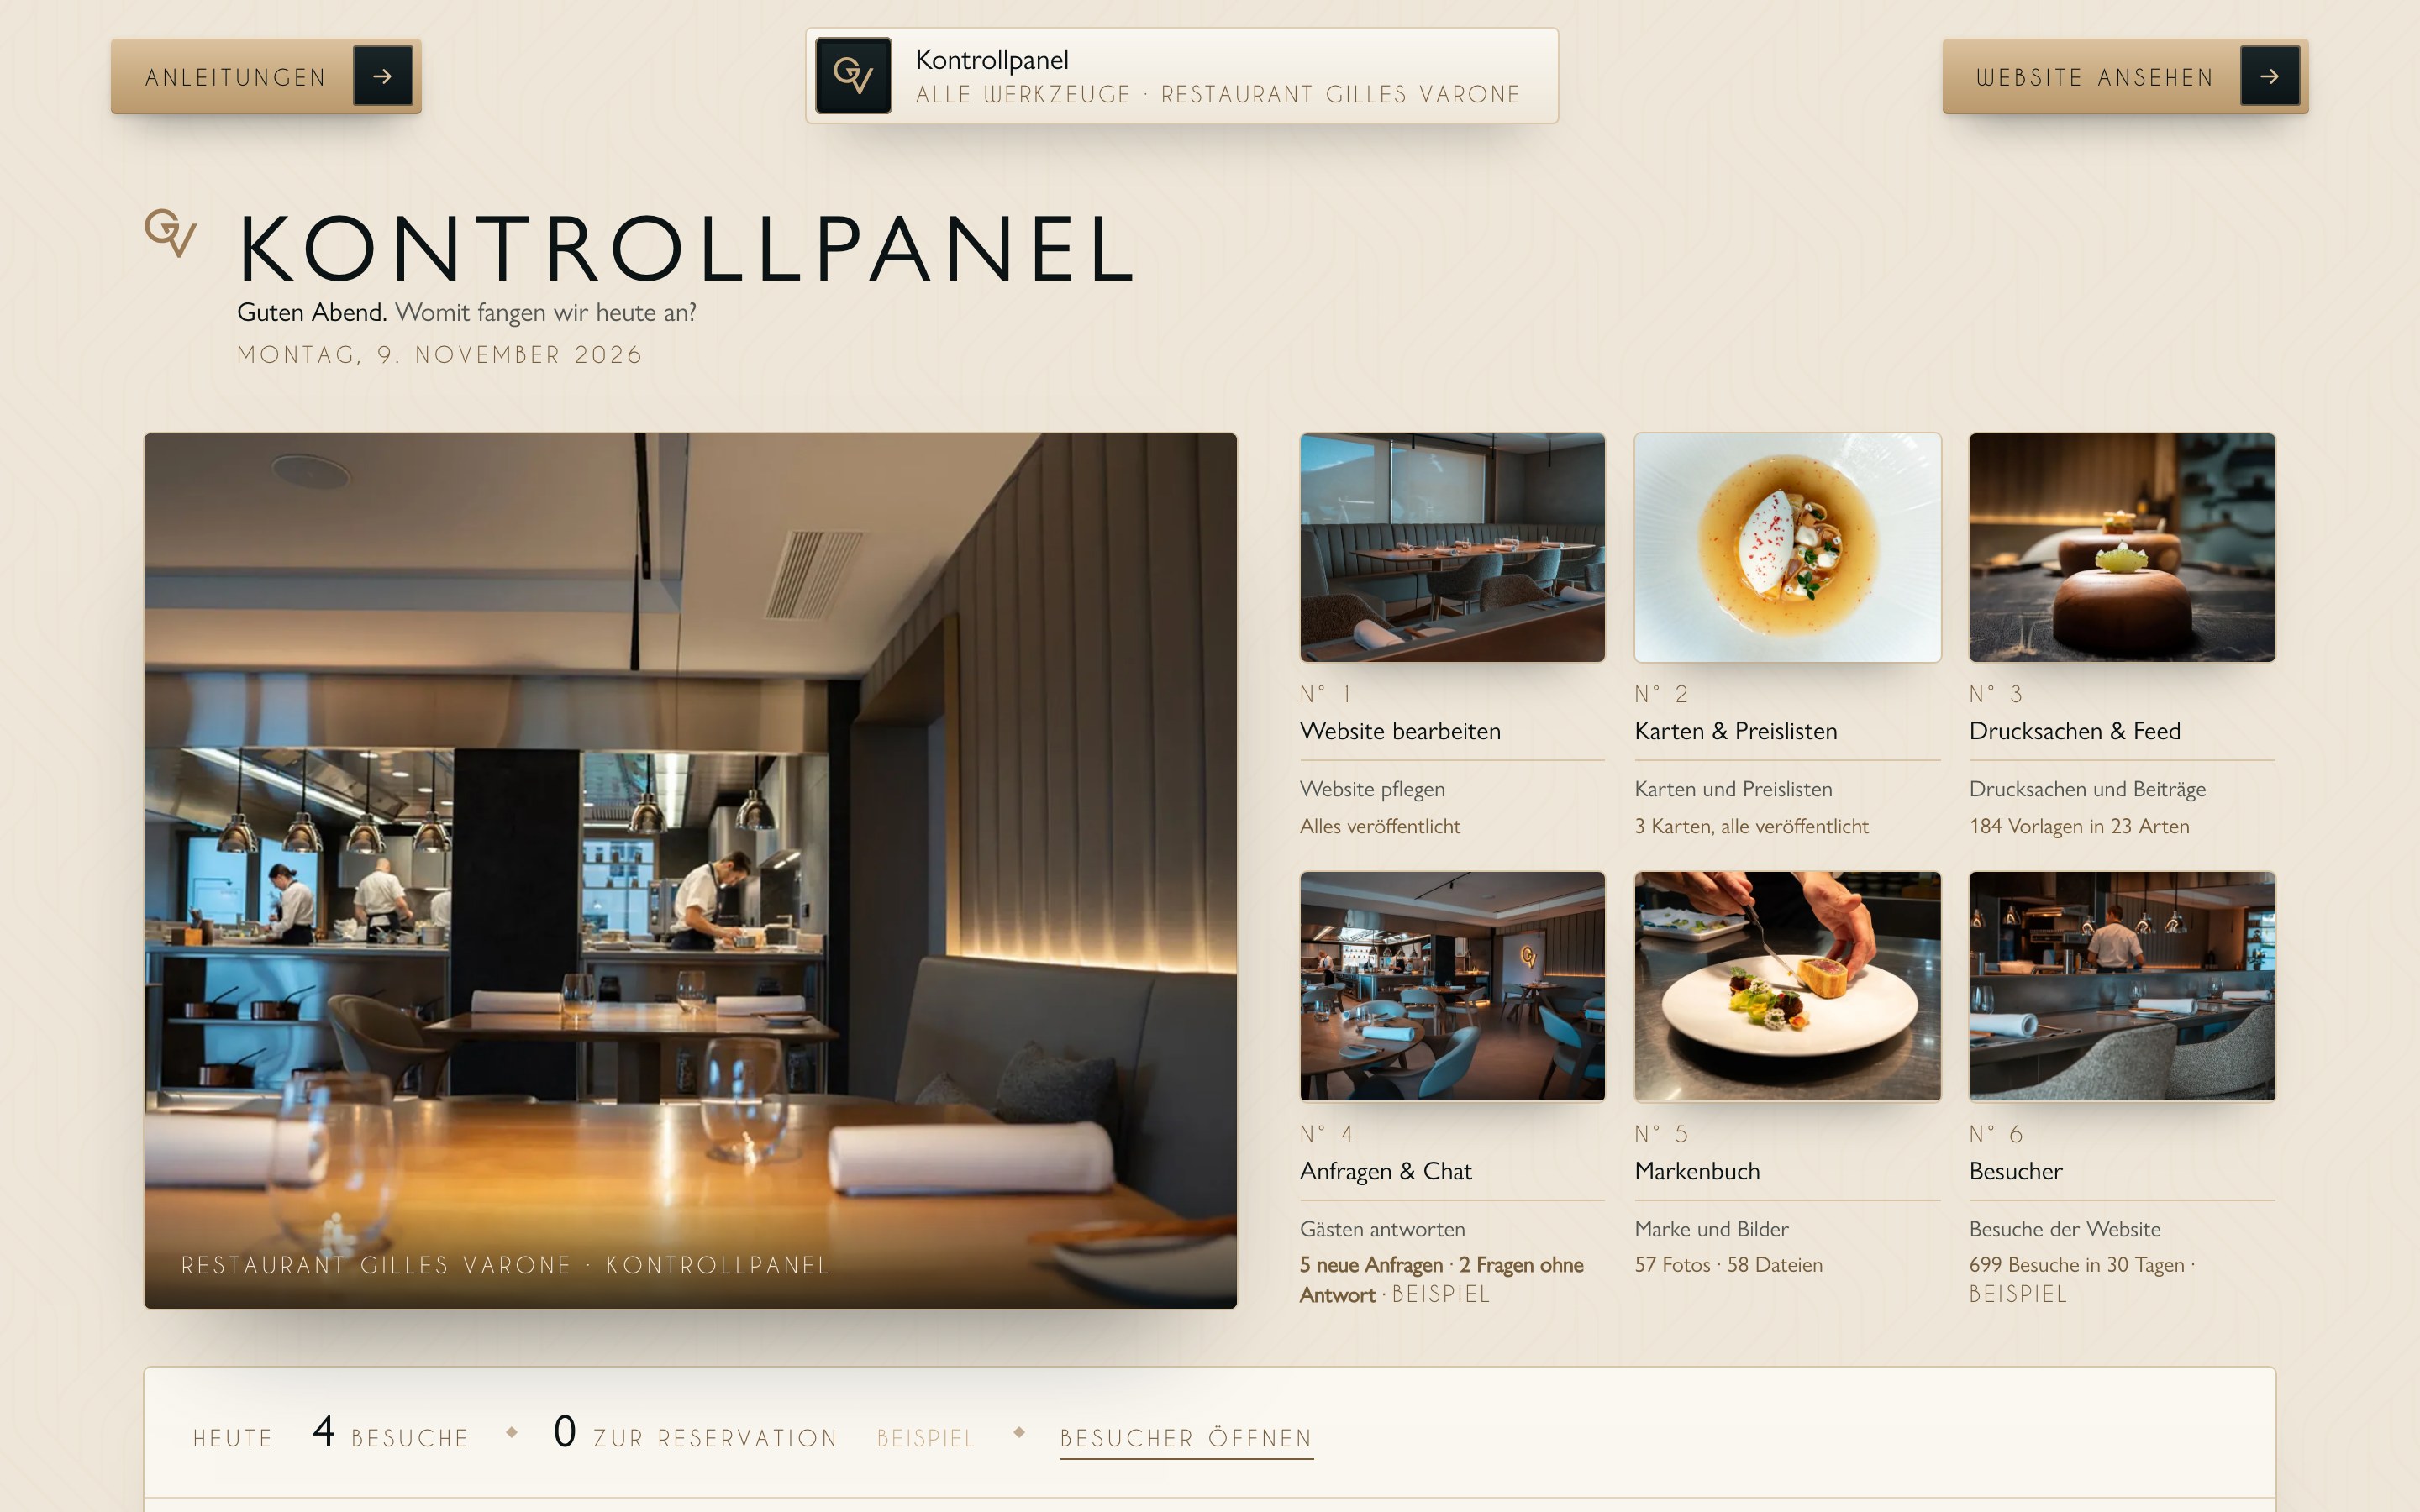 ANLEITUNGEN
GV
Kontrollpanel
ALLE WERKZEUGE · RESTAURANT GILLES VARONE
WEBSITE ANSEHEN
GV
KONTROLLPANEL
Guten Abend. Womit fangen wir heute an?
MONTAG, 9. NOVEMBER 2026
RESTAURANT GILLES VARONE · KONTROLLPANEL
N° 1
Website bearbeiten
Website pflegen
Alles veröffentlicht
N° 2
Karten & Preislisten
Karten und Preislisten
3 Karten, alle veröffentlicht
N° 3
Drucksachen & Feed
Drucksachen und Beiträge
184 Vorlagen in 23 Arten
GV
N° 4
Anfragen & Chat
Gästen antworten
5 neue Anfragen · 2 Fragen ohne
Antwort · BEISPIEL
N° 5
Markenbuch
Marke und Bilder
57 Fotos · 58 Dateien
N° 6
Besucher
Besuche der Website
699 Besuche in 30 Tagen ·
BEISPIEL
HEUTE 4 BESUCHE ◆ 0 ZUR RESERVATION BEISPIEL ◆ BESUCHER ÖFFNEN